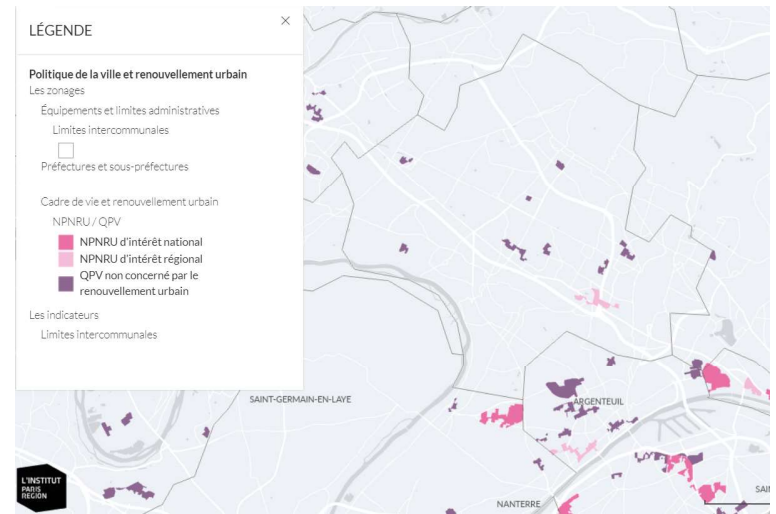 LÉGENDE
×
Politique de la ville et renouvellement urbain
Les zonages
Équipements et limites administratives
Limites intercommunales
Préfectures et sous-préfectures
Cadre de vie et renouvellement urbain
NPNRU / QPV
NPNRU d'intérêt national
NPNRU d'intérêt régional
QPV non concerné par le
renouvellement urbain
Les indicateurs
Limites intercommunales
SAINT-GERMAIN-EN-LAYE
ARGENTEUIL
NANTERRE
SAIN
L'INSTITUT
PARIS
REGION